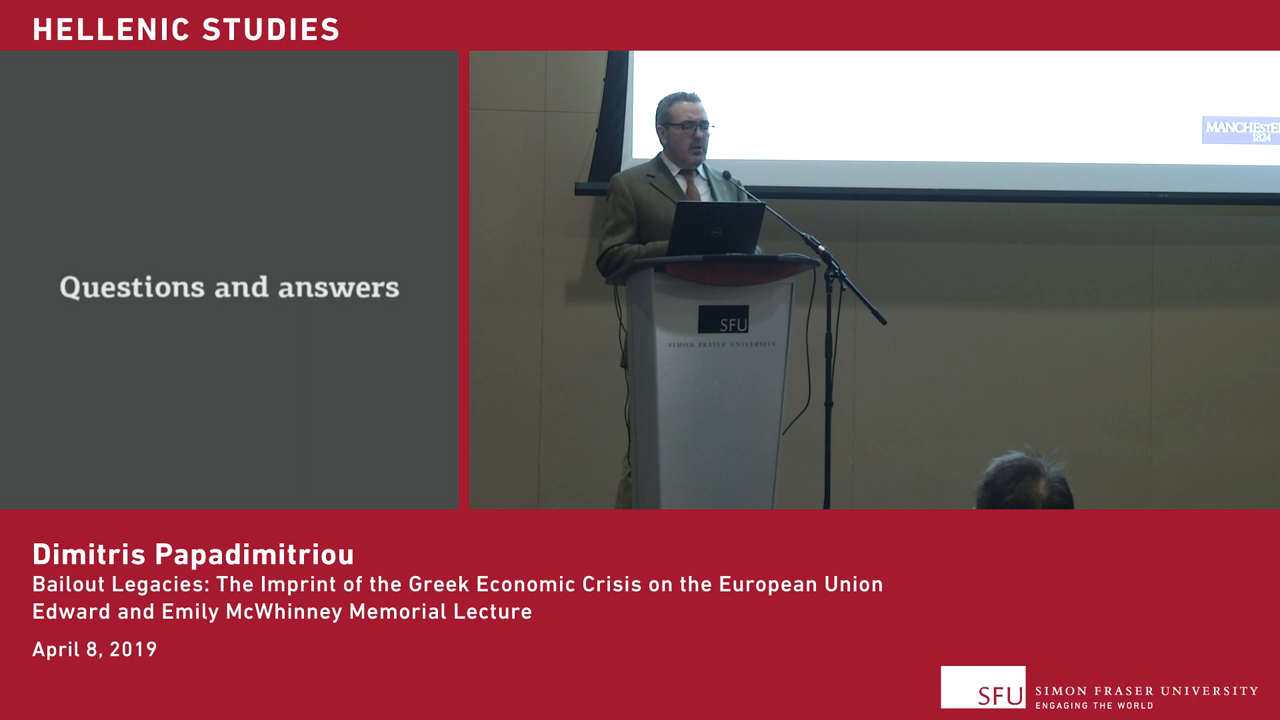 HELLENIC STUDIES
Questions and answers
MANCHESTE
1824
SFU
SIMON FRASER UNIVERSITY
Dimitris Papadimitriou
Bailout Legacies: The Imprint of the Greek Economic Crisis on the European Union
Edward and Emily McWhinney Memorial Lecture
April 8, 2019
SFU
SIMON FRASER UNIVERSITY
ENGAGING THE WORLD